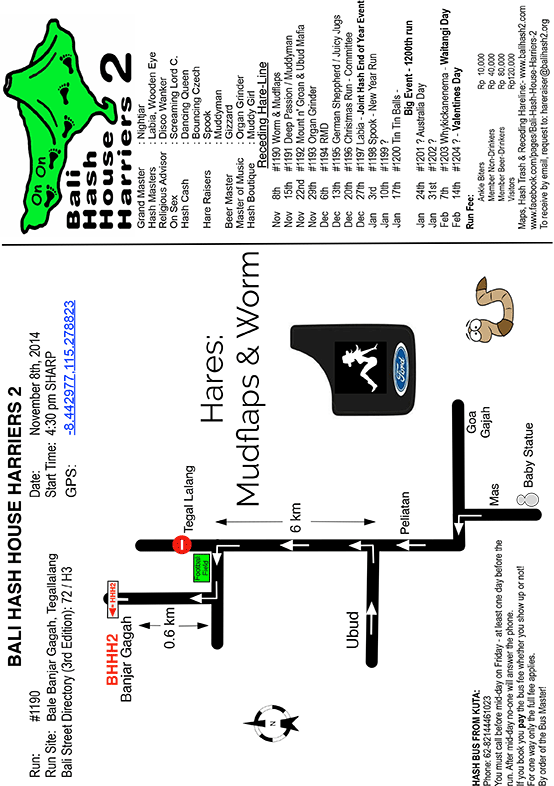 BALI HASH HOUSE HARRIERS 2
Run: #1190
Run Site: Bale Banjar Gagah, Tegallalang
Bali Street Directory (3rd Edition): 72 / H3
Date: November 8th, 2014
Start Time: 4:30 pm SHARP
GPS: -8.442977,115.278823
BHHH2
Banjar Gagah
HHH2
0.6 km
Football
Field
Tegal Lalang
6 km
Ubud
Peliatan
Goa
Gajah
Mas
Baby Statue
N
Hares:
Mudflaps & Worm
Ford
HASH BUS FROM KUTA:
Phone: 62-82144461023
You must call before mid-day on Friday - at least one day before the
run. After mid-day no-one will answer the phone.
If you book you pay the bus fee whether you show up or not!
For one way only the full fee applies.
By order of the Bus Master!
On On
Bali
Hash
House
Harriers 2
Grand Master : Nightjar
Hash Masters : Labia, Wooden Eye
Religious Advisor : Disco Wanker
On Sex : Screaming Lord C.
Hash Cash : Dancing Queen
: Bouncing Czech
Hare Raisers : Spook
: Muddyman
Beer Master : Gizzard
Master of Music : Organ Grinder
Hash Boutique : Muddy Girl
Receding Hare-Line
Nov 8th #1190 Worm & Mudflaps
Nov 15th #1191 Deep Passion / Muddyman
Nov 22nd #1192 Mount n' Groan & Ubud Mafia
Nov 29th #1193 Organ Grinder
Dec 6th #1194 RMD
Dec 13th #1195 German Sheppherd / Juicy Jugs
Dec 20th #1196 Christmas Run - Committee
Dec 27th #1197 Labia - Joint Hash End of Year Event
Jan 3rd #1198 Spook - New Year Run
Jan 10th #1199 ?
Jan 17th #1200 Tin Tin Balls -
Big Event - 1200th run
Jan 24th #1201 ? Australia Day
Jan 31st #1202 ?
Feb 7th #1203 Whykickanenema - Waitangi Day
Feb 14th #1204 ? - Valentines Day
Run Fee:
Ankle Biters Rp 10,000
Member Non-Drinkers Rp 40,000
Member Beer-Drinkers Rp 80,000
Visitors Rp120,000
Maps, Hash Trash & Receding Hareline:- www.balihash2.com
www.facebook.com/pages/Bali-Hash-House-Harriers-2
To receive by email, request to: hareraiser@balihash2.org